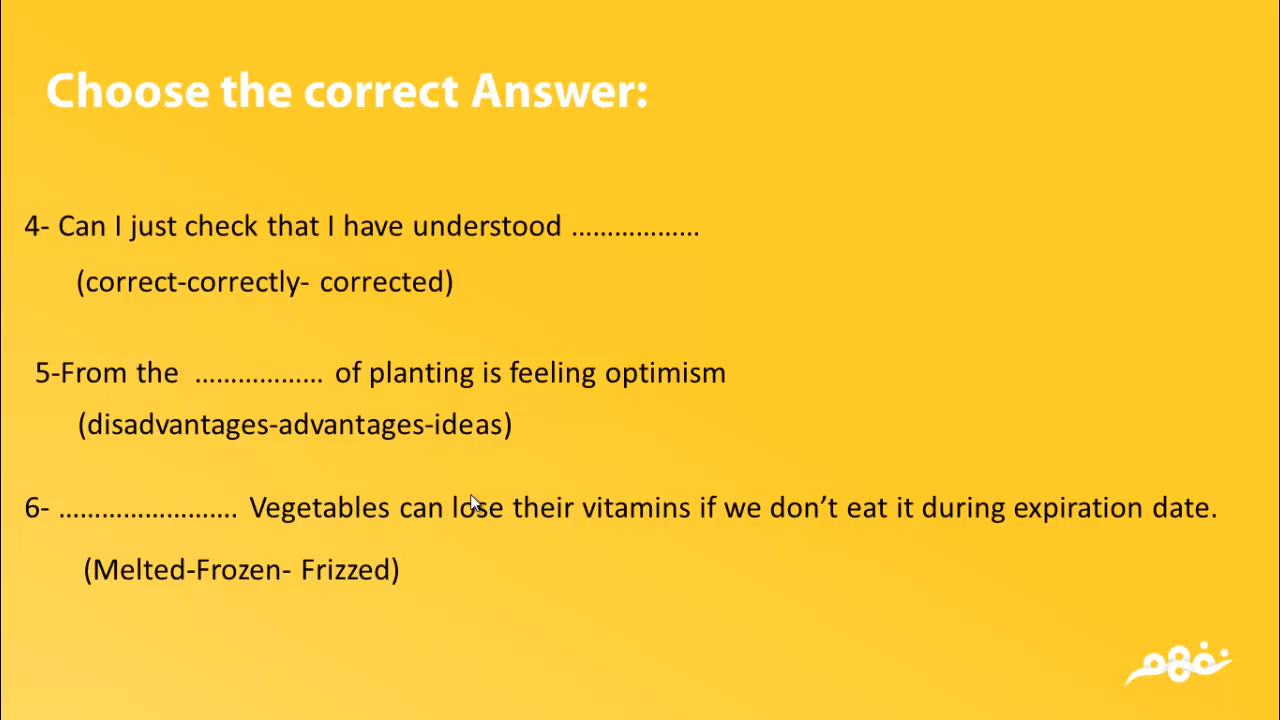 Choose the correct Answer:
4- Can I just check that I have understood ………………
(correct-correctly- corrected)
5-From the ……………… of planting is feeling optimism
(disadvantages-advantages-ideas)
6- ……………………. Vegetables can lose their vitamins if we don’t eat it during expiration date.
(Melted-Frozen- Frizzed)
نفهم